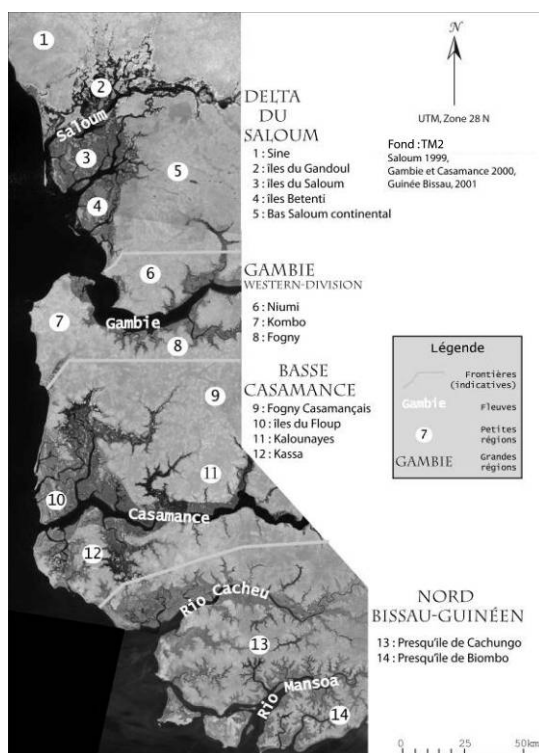 1
2
Saloum
3
4
5
6
7
Gambie
8
9
11
10
Casamance
12
Rio Cacheu
13
Rio Mansoa
14
DELTA
DU
SALOUM
1 : Sine
2 : îles du Gandoul
3 : îles du Saloum
4 : îles Betenti
5 : Bas Saloum continental
GAMBIE
WESTERN-DIVISION
6 : Niumi
7 : Kombo
8 : Fogny
BASSE
CASAMANCE
9 : Fogny Casamançais
10 : îles du Floup
11 : Kalounayes
12 : Kassa
NORD
BISSAU-GUINÉEN
13 : Presqu'île de Cachungo
14 : Presqu'île de Biombo
N
UTM, Zone 28 N
Fond : TM2
Saloum 1999,
Gambie et Casamance 2000,
Guinée Bissau, 2001
Légende
Frontières
(indicatives)
Gambie
Fleuves
7
Petites
régions
GAMBIE
Grandes
régions
0 25 50km